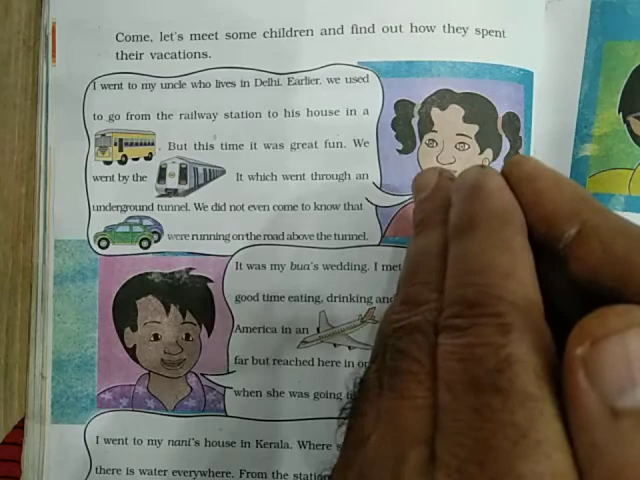 Come, let's meet some children and find out how they spent
their vacations.
I went to my uncle who lives in Delhi. Earlier, we used
to go from the railway station to his house in a
. But this time it was great fun. We
went by the It which went through an
underground tunnel. We did not even come to know that
were running on the road above the tunnel.
It was my bua's wedding. I met
good time eating, drinking and
America in an
far but reached here in
when she was going
I went to my nani's house in Kerala. Where
there is water everywhere. From the station